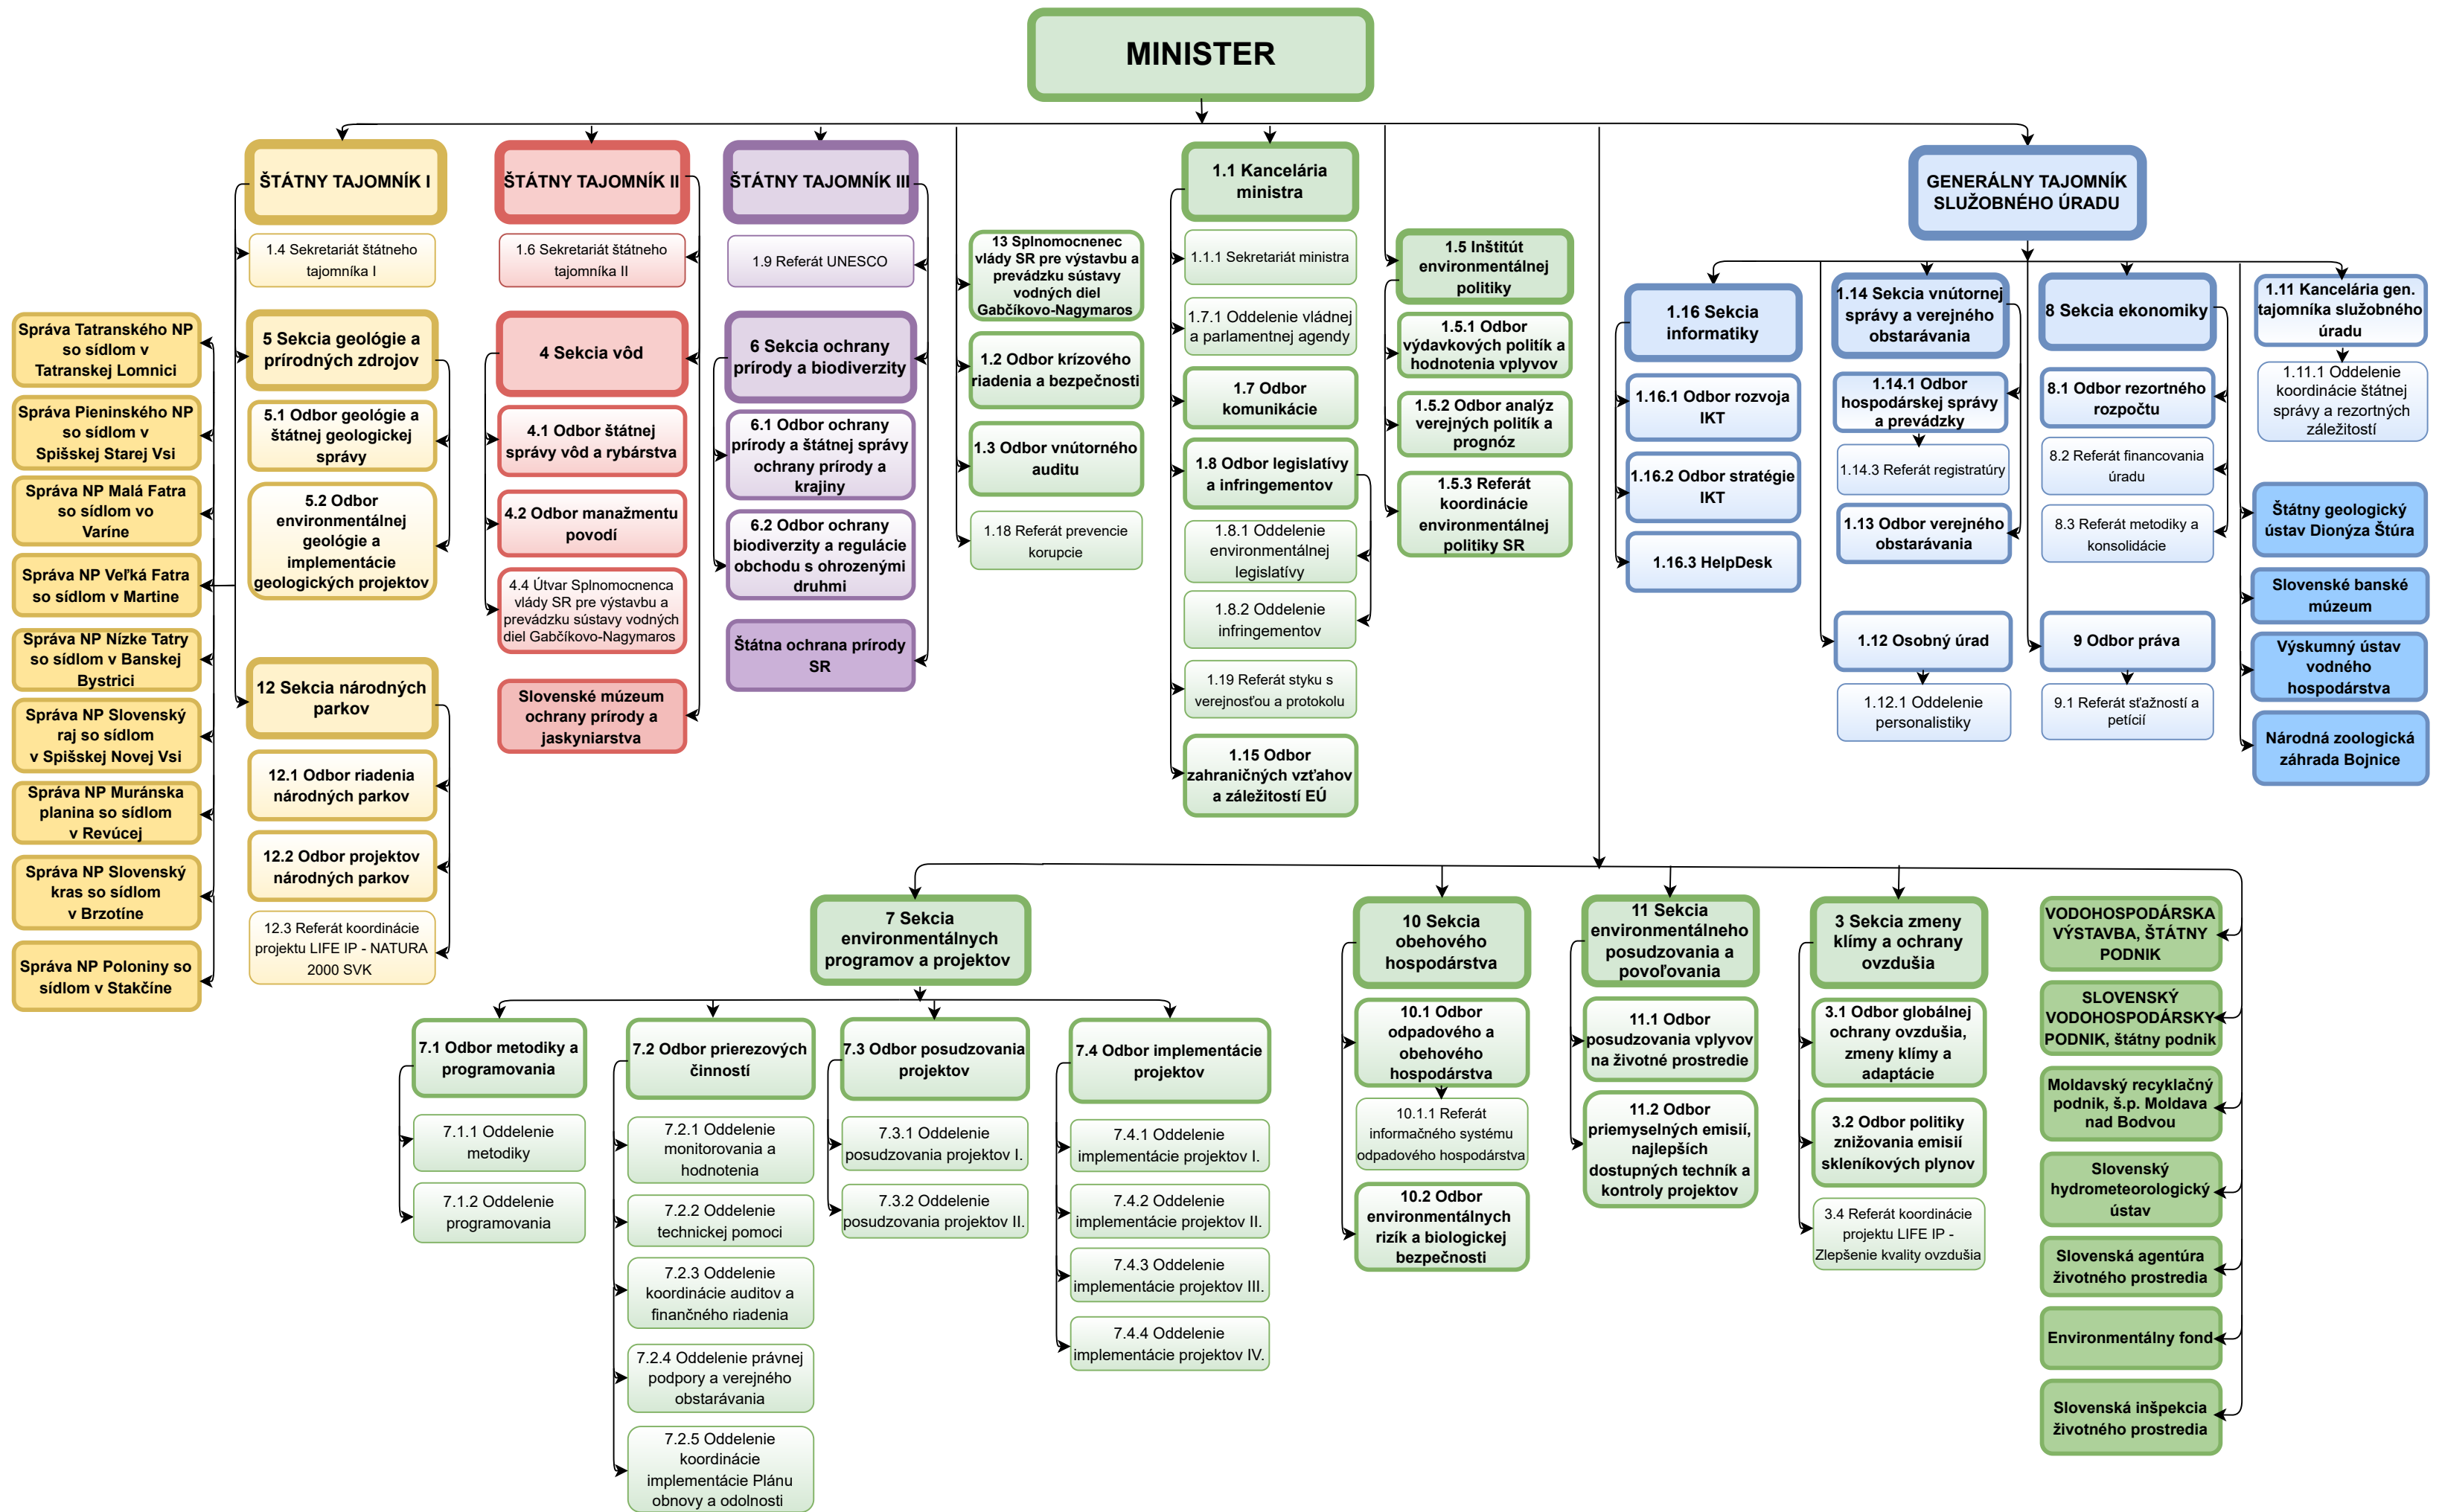 MINISTER
ŠTÁTNY TAJOMNÍK I
ŠTÁTNY TAJOMNÍK II
ŠTÁTNY TAJOMNÍK III
1.1 Kancelária
ministra
GENERÁLNY TAJOMNÍK
SLUŽOBNÉHO ÚRADU
1.4 Sekretariát štátneho
tajomníka I
5 Sekcia geológie a
prírodných zdrojov
5.1 Odbor geológie a
štátnej geologickej
správy
5.2 Odbor
environmentálnej
geológie a
implementácie
geologických projektov
12 Sekcia národných
parkov
12.1 Odbor riadenia
národných parkov
12.2 Odbor projektov
národných parkov
12.3 Referát koordinácie
projektu LIFE IP - NATURA
2000 SVK
Správa Tatranského NP
so sídlom v
Tatranskej Lomnici
Správa Pieninského NP
so sídlom v
Spišskej Starej Vsi
Správa NP Malá Fatra
so sídlom vo
Varíne
Správa NP Veľká Fatra
so sídlom v Martine
Správa NP Nízke Tatry
so sídlom v Banskej
Bystrici
Správa NP Slovenský
raj so sídlom
v Spišskej Novej Vsi
Správa NP Muránska
planina so sídlom
v Revúcej
Správa NP Slovenský
kras so sídlom
v Brzotíne
Správa NP Poloniny so
sídlom v Stakčíne
1.6 Sekretariát štátneho
tajomníka II
4 Sekcia vôd
4.1 Odbor štátnej
správy vôd a rybárstva
4.2 Odbor manažmentu
povodí
4.4 Útvar Splnomocnenca
vlády SR pre výstavbu a
prevádzku sústavy vodných
diel Gabčíkovo-Nagymaros
Slovenské múzeum
ochrany prírody a
jaskyniarstva
1.9 Referát UNESCO
6 Sekcia ochrany
prírody a biodiverzity
6.1 Odbor ochrany
prírody a štátnej správy
ochrany prírody a
krajiny
6.2 Odbor ochrany
biodiverzity a regulácie
obchodu s ohrozenými
druhmi
Štátna ochrana prírody
SR
13 Splnomocnenec
vlády SR pre výstavbu a
prevádzku sústavy
vodných diel
Gabčíkovo-Nagymaros
1.2 Odbor krízového
riadenia a bezpečnosti
1.3 Odbor vnútorného
auditu
1.18 Referát prevencie
korupcie
1.1.1 Sekretariát ministra
1.7.1 Oddelenie vládnej
a parlamentnej agendy
1.7 Odbor
komunikácie
1.8 Odbor legislatívy
a infringementov
1.8.1 Oddelenie
environmentálnej
legislatívy
1.8.2 Oddelenie
infringementov
1.19 Referát styku s
verejnosťou a protokolu
1.15 Odbor
zahraničných vzťahov
a záležitostí EÚ
1.5 Inštitút
environmentálnej
politiky
1.5.1 Odbor
výdavkových politík a
hodnotenia vplyvov
1.5.2 Odbor analýz
verejných politík a
prognóz
1.5.3 Referát
koordinácie
environmentálnej
politiky SR
1.16 Sekcia
informatiky
1.16.1 Odbor rozvoja
IKT
1.16.2 Odbor stratégie
IKT
1.16.3 HelpDesk
1.14 Sekcia vnútornej
správy a verejného
obstarávania
1.14.1 Odbor
hospodárskej správy
a prevádzky
1.14.3 Referát registratúry
1.13 Odbor verejného
obstarávania
1.12 Osobný úrad
1.12.1 Oddelenie
personalistiky
8 Sekcia ekonomiky
8.1 Odbor rezortného
rozpočtu
8.2 Referát financovania
úradu
8.3 Referát metodiky a
konsolidácie
9 Odbor práva
9.1 Referát sťažností a
petícií
1.11 Kancelária gen.
tajomníka služobného
úradu
1.11.1 Oddelenie
koordinácie štátnej
správy a rezortných
záležitostí
Štátny geologický
ústav Dionýza Štúra
Slovenské banské
múzeum
Výskumný ústav
vodného
hospodárstva
Národná zoologická
záhrada Bojnice
7 Sekcia
environmentálnych
programov a projektov
7.1 Odbor metodiky a
programovania
7.1.1 Oddelenie
metodiky
7.1.2 Oddelenie
programovania
7.2 Odbor prierezových
činností
7.2.1 Oddelenie
monitorovania a
hodnotenia
7.2.2 Oddelenie
technickej pomoci
7.2.3 Oddelenie
koordinácie auditov a
finančného riadenia
7.2.4 Oddelenie právnej
podpory a verejného
obstarávania
7.2.5 Oddelenie
koordinácie
implementácie Plánu
obnovy a odolnosti
7.3 Odbor posudzovania
projektov
7.3.1 Oddelenie
posudzovania projektov I.
7.3.2 Oddelenie
posudzovania projektov II.
7.4 Odbor implementácie
projektov
7.4.1 Oddelenie
implementácie projektov I.
7.4.2 Oddelenie
implementácie projektov II.
7.4.3 Oddelenie
implementácie projektov III.
7.4.4 Oddelenie
implementácie projektov IV.
10 Sekcia
obehového
hospodárstva
10.1 Odbor
odpadového a
obehového
hospodárstva
10.1.1 Referát
informačného systému
odpadového hospodárstva
10.2 Odbor
environmentálnych
rizík a biologickej
bezpečnosti
11 Sekcia
environmentálneho
posudzovania a
povoľovania
11.1 Odbor
posudzovania vplyvov
na životné prostredie
11.2 Odbor
priemyselných emisií,
najlepších
dostupných techník a
kontroly projektov
3 Sekcia zmeny
klímy a ochrany
ovzdušia
3.1 Odbor globálnej
ochrany ovzdušia,
zmeny klímy a
adaptácie
3.2 Odbor politiky
znižovania emisií
skleníkových plynov
3.4 Referát koordinácie
projektu LIFE IP -
Zlepšenie kvality ovzdušia
VODOHOSPODÁRSKA
VÝSTAVBA, ŠTÁTNY
PODNIK
SLOVENSKÝ
VODOHOSPODÁRSKY
PODNIK, štátny podnik
Moldavský recyklačný
podnik, š.p. Moldava
nad Bodvou
Slovenský
hydrometeorologický
ústav
Slovenská agentúra
životného prostredia
Environmentálny fond
Slovenská inšpekcia
životného prostredia